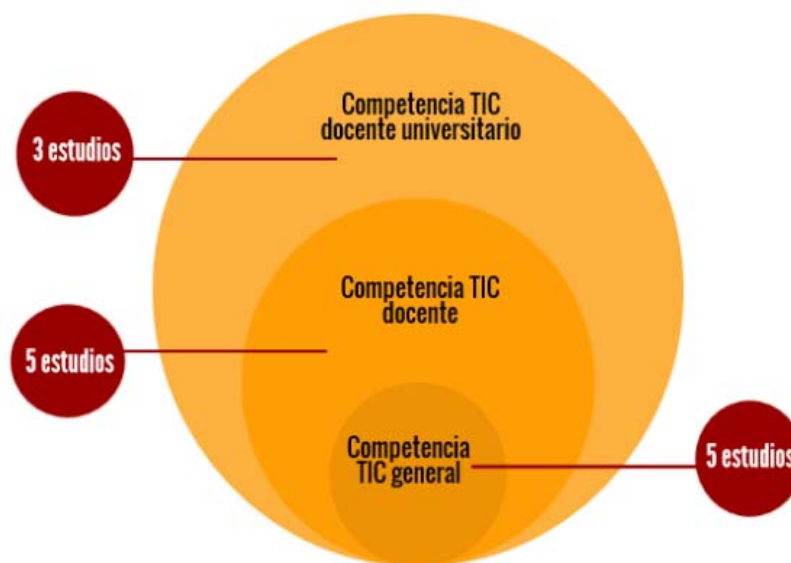 Competencia TIC
docente universitario
3 estudios
Competencia TIC
docente
5 estudios
Competencia
TIC general
5 estudios